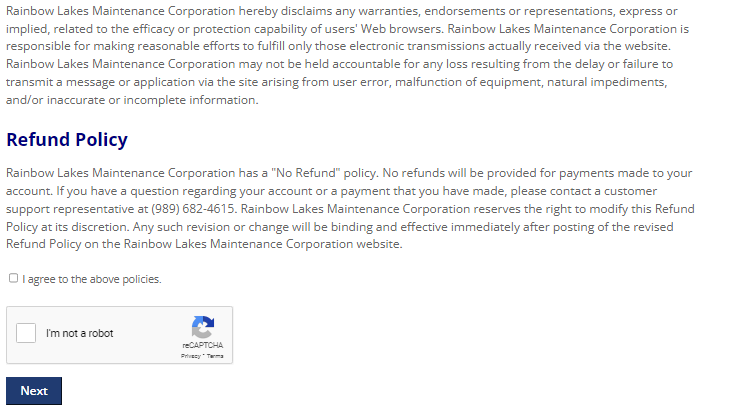 Rainbow Lakes Maintenance Corporation hereby disclaims any warranties, endorsements or representations, express or
implied, related to the efficacy or protection capability of users' Web browsers. Rainbow Lakes Maintenance Corporation is
responsible for making reasonable efforts to fulfill only those electronic transmissions actually received via the website.
Rainbow Lakes Maintenance Corporation may not be held accountable for any loss resulting from the delay or failure to
transmit a message or application via the site arising from user error, malfunction of equipment, natural impediments,
and/or inaccurate or incomplete information.
Refund Policy
Rainbow Lakes Maintenance Corporation has a "No Refund" policy. No refunds will be provided for payments made to your
account. If you have a question regarding your account or a payment that you have made, please contact a customer
support representative at (989) 682-4615. Rainbow Lakes Maintenance Corporation reserves the right to modify this Refund
Policy at its discretion. Any such revision or change will be binding and effective immediately after posting of the revised
Refund Policy on the Rainbow Lakes Maintenance Corporation website.
I agree to the above policies.
I'm not a robot
reCAPTCHA
Privacy - Terms
Next